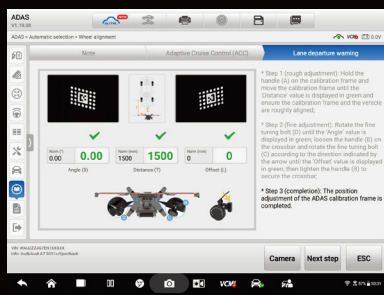 ADAS
V1.16.05
VCMI 0.0V
ADAS > Automatic selection > Wheel alignment
Note
Adaptive Cruise Control (ACC)
Lane departure warning
* Step 1 (rough adjustment): Hold the
handle (A) on the calibration frame and
move the calibration frame until the
'Distance' value is displayed in green and
ensure the calibration frame and the vehicle
are roughly aligned;
* Step 2 (fine adjustment): Rotate the fine
tuning bolt (D) until the 'Angle' value is
displayed in green; loosen the handle (B) on
the crossbar and rotate the fine tuning bolt
(C) according to the direction indicated by
the arrow until the 'Offset' value is displayed
in green, then tighten the handle (B) to
secure the crossbar;
* Step 3 (completion): The position
adjustment of the ADAS calibration frame is
completed.
Norm (°)
0.00
0.00
Norm (mm)
1500
1500
Norm (mm)
0
0
Angle (D)
Distance (T)
Offset (L)
Camera
Next step
ESC
VCMI